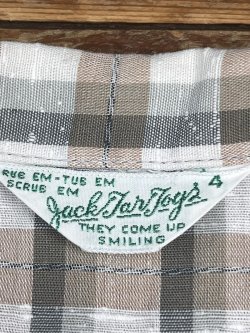 RUB EM-TUB EM
SCRUB EM
4
Jack Tar Togs
THEY COME UP
SMILING